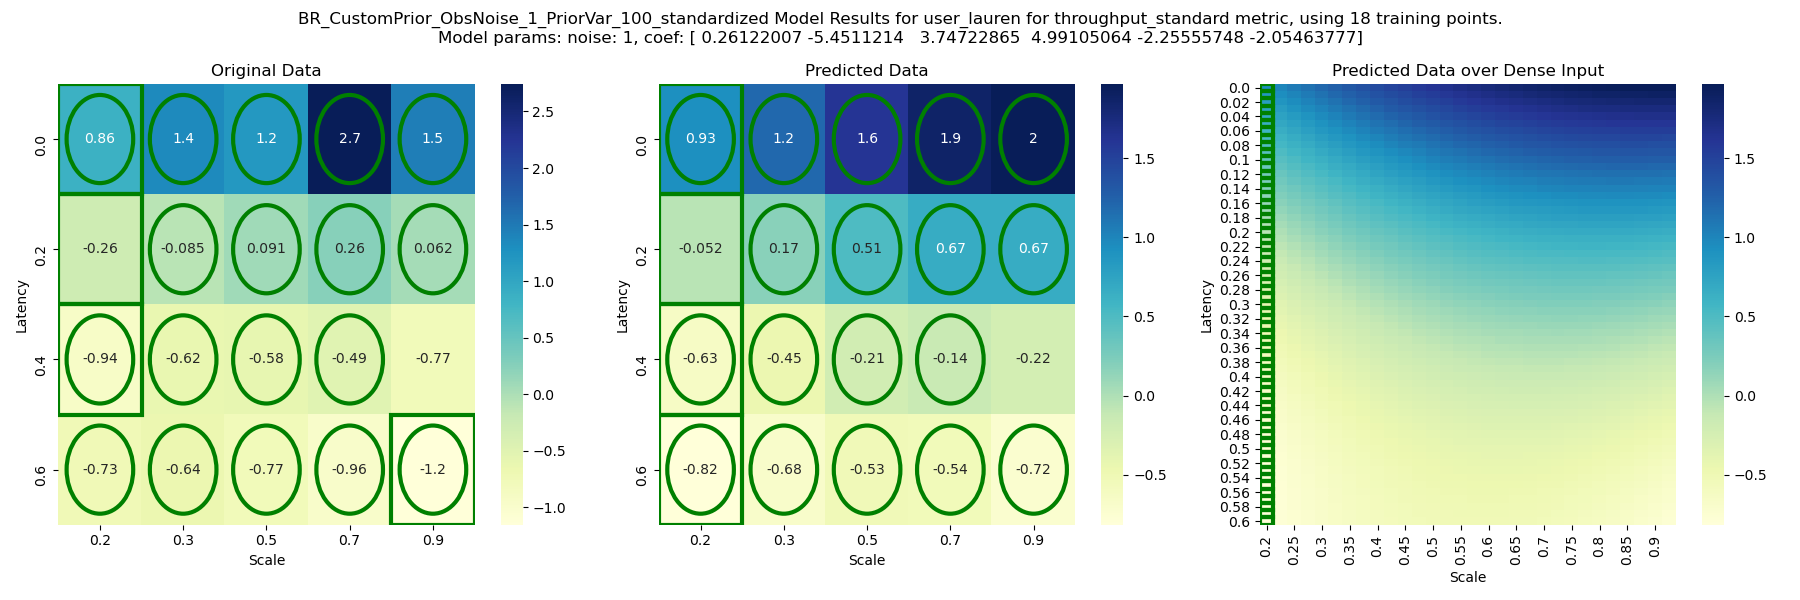 BR_CustomPrior_ObsNoise_1_PriorVar_100_standardized Model Results for user_lauren for throughput_standard metric, using 18 training points.
Model params: noise: 1, coef: [ 0.26122007 -5.4511214   3.74722865  4.99105064 -2.25555748 -2.05463777]
Original Data
0.86 1.4 1.2 2.7 1.5
-0.26 -0.085 0.091 0.26 0.062
-0.94 -0.62 -0.58 -0.49 -0.77
-0.73 -0.64 -0.77 -0.96 -1.2
0.0
0.2
0.4
0.6
Latency
0.2 0.3 0.5 0.7 0.9
Scale
2.5
2.0
1.5
1.0
0.5
0.0
−0.5
−1.0
Predicted Data
0.93 1.2 1.6 1.9 2
-0.052 0.17 0.51 0.67 0.67
-0.63 -0.45 -0.21 -0.14 -0.22
-0.82 -0.68 -0.53 -0.54 -0.72
0.0
0.2
0.4
0.6
Latency
0.2 0.3 0.5 0.7 0.9
Scale
1.5
1.0
0.5
0.0
−0.5
Predicted Data over Dense Input
0.0
0.02
0.04
0.06
0.08
0.1
0.12
0.14
0.16
0.18
0.2
0.22
0.24
0.26
0.28
0.3
0.32
0.34
0.36
0.38
0.4
0.42
0.44
0.46
0.48
0.5
0.52
0.54
0.56
0.58
0.6
Latency
0.2 0.25 0.3 0.35 0.4 0.45 0.5 0.55 0.6 0.65 0.7 0.75 0.8 0.85 0.9
Scale
1.5
1.0
0.5
0.0
−0.5